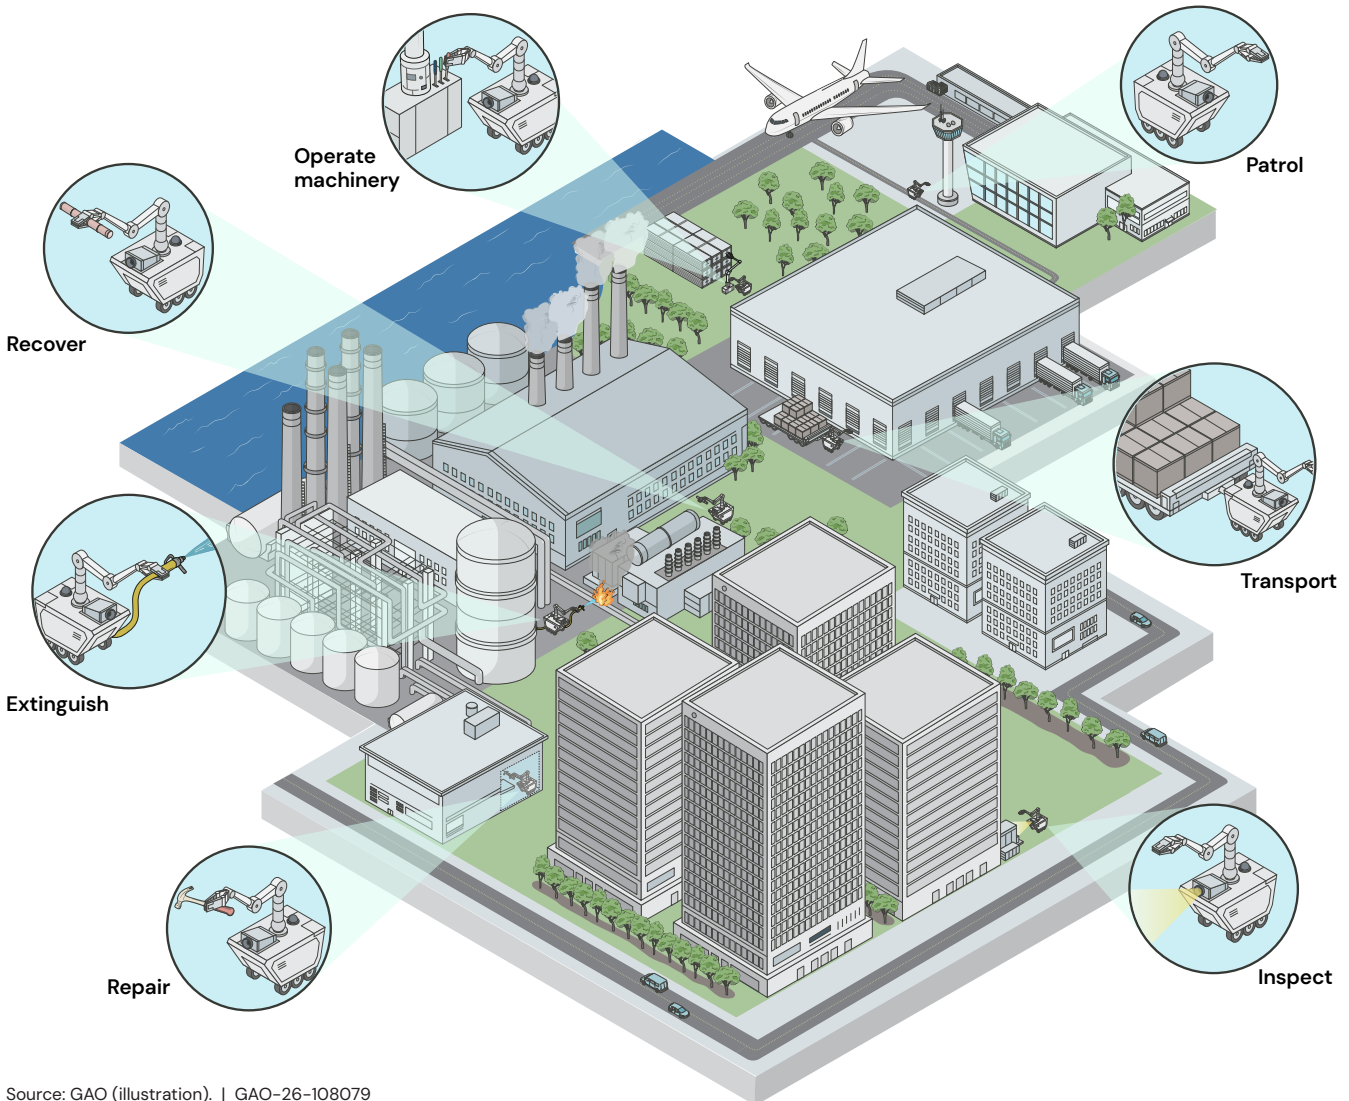 Operate
machinery
Patrol
Recover
Transport
Extinguish
Repair
Inspect
Source: GAO (illustration).  |  GAO-26-108079